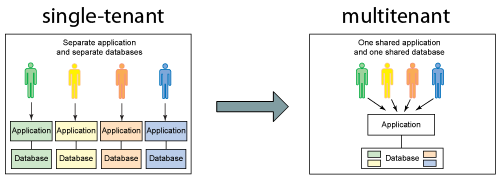 single-tenant
multitenant
Separate application
and separate databases
One shared application
and one shared database
Application
Application
Application
Application
Database
Database
Database
Database
Application
Database